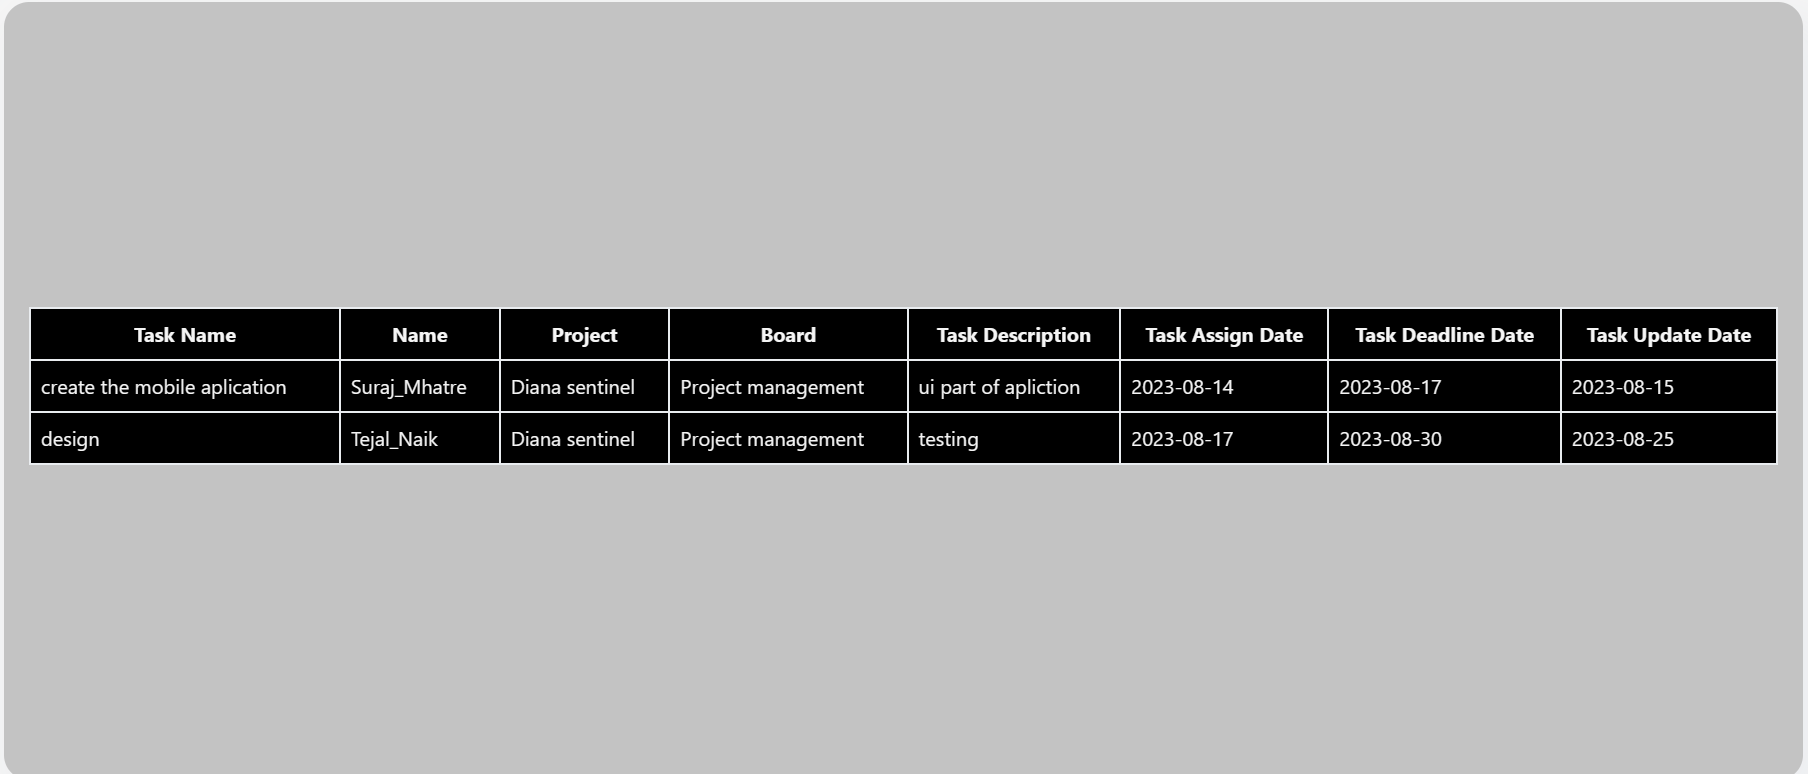 Task Name Name Project Board Task Description Task Assign Date Task Deadline Date Task Update Date
create the mobile aplication Suraj_Mhatre Diana sentinel Project management ui part of apliction 2023-08-14 2023-08-17 2023-08-15
design Tejal_Naik Diana sentinel Project management testing 2023-08-17 2023-08-30 2023-08-25